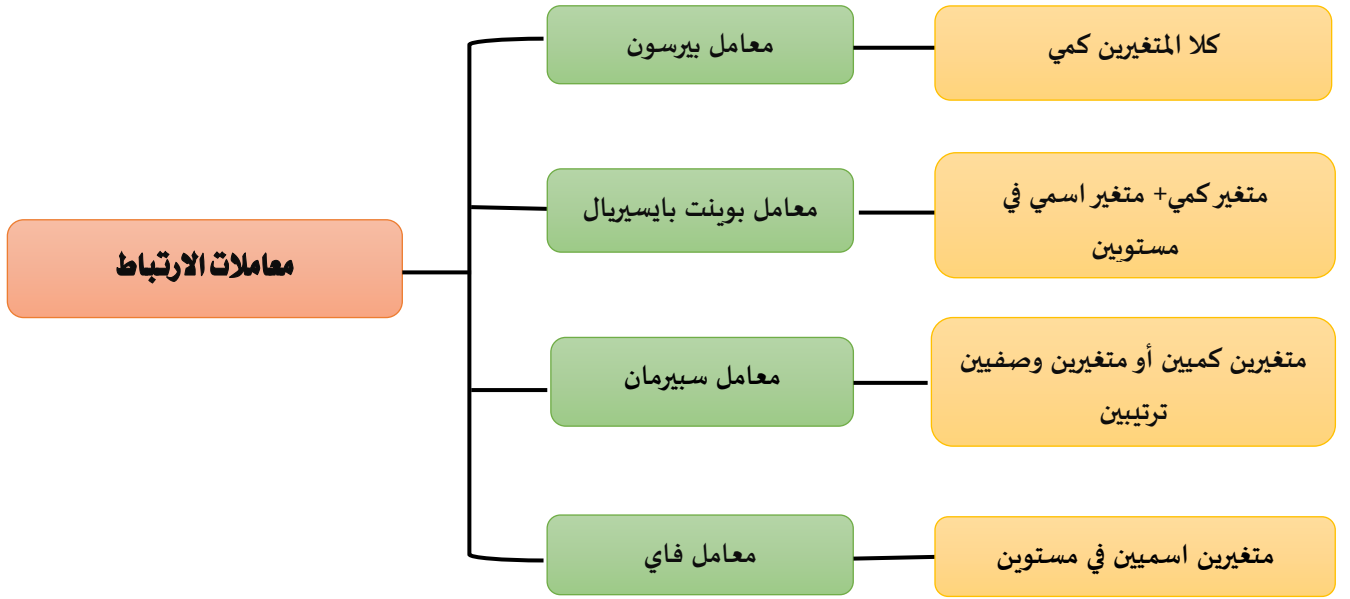 معاملات الارتباط
معامل بيرسون
كلا المتغيرين كمي
معامل بوينت بايسيريال
متغير كمي+ متغير اسمي في
مستويين
معامل سبيرمان
متغيرين كميين أو متغيرين وصفيين
ترتيبين
معامل فاي
متغيرين اسميين في مستوين